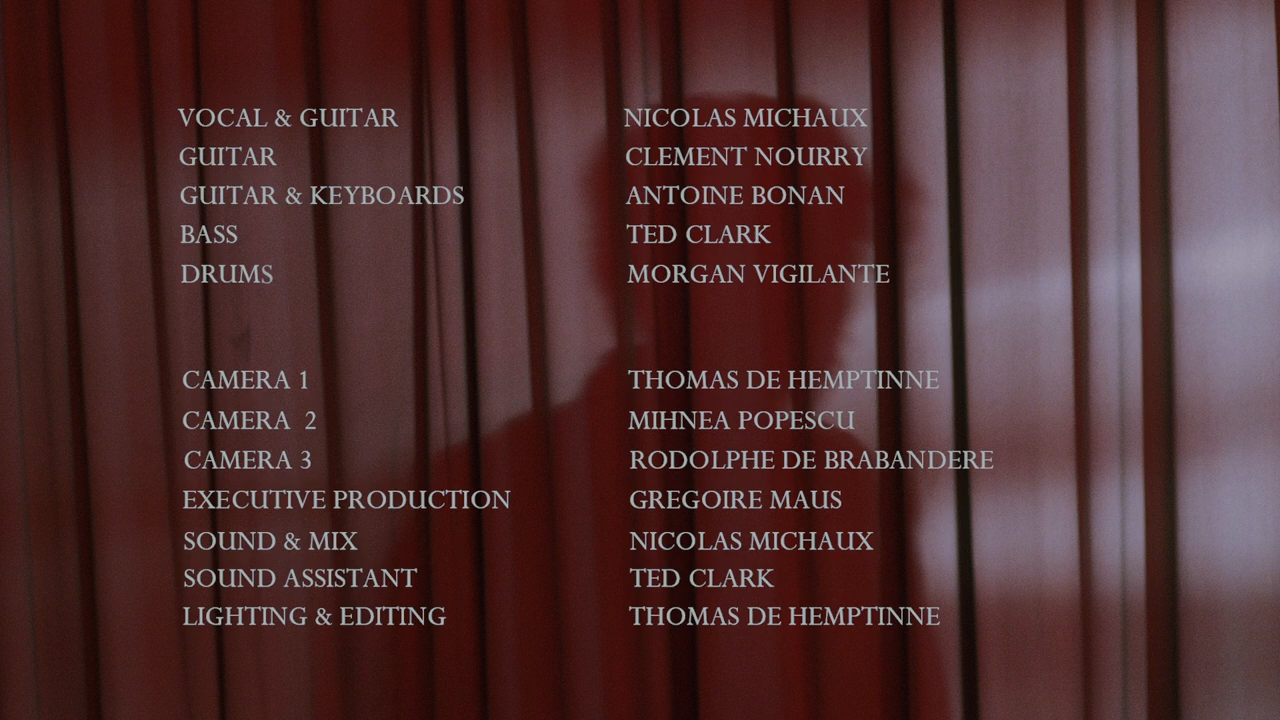 VOCAL & GUITAR NICOLAS MICHAUX
GUITAR CLEMENT NOURRY
GUITAR & KEYBOARDS ANTOINE BONAN
BASS TED CLARK
DRUMS MORGAN VIGILANTE
CAMERA 1 THOMAS DE HEMPTINNE
CAMERA 2 MIHNEA POPESCU
CAMERA 3 RODOLPHE DE BRABANDERE
EXECUTIVE PRODUCTION GREGOIRE MAUS
SOUND & MIX NICOLAS MICHAUX
SOUND ASSISTANT TED CLARK
LIGHTING & EDITING THOMAS DE HEMPTINNE